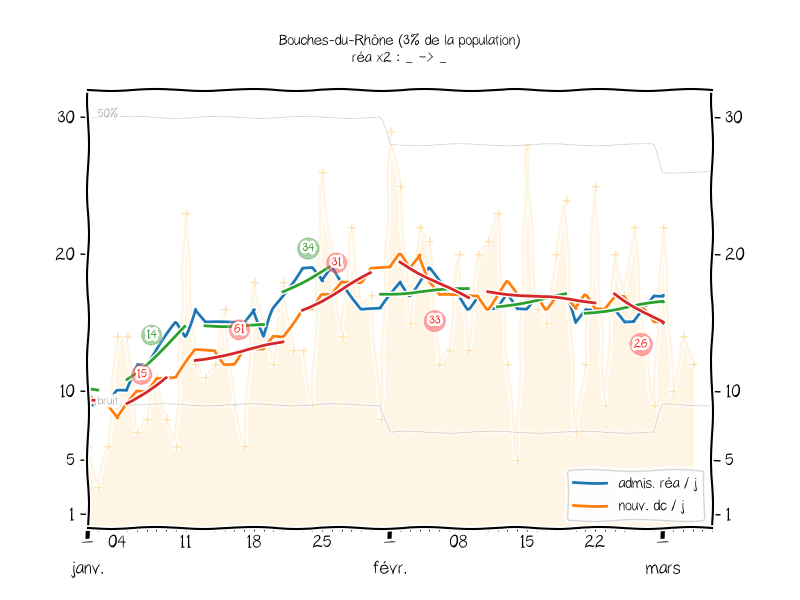 Bouches-du-Rhône (3% de la population)
réa x2 : _ -> _
30
50%
30
34
31
20
20
14
61
33
15
26
10
bruit
10
5
5
admis. réa / j
nouv. dc / j
1
1
04 11 18 25 08 15 22
janv. févr. mars